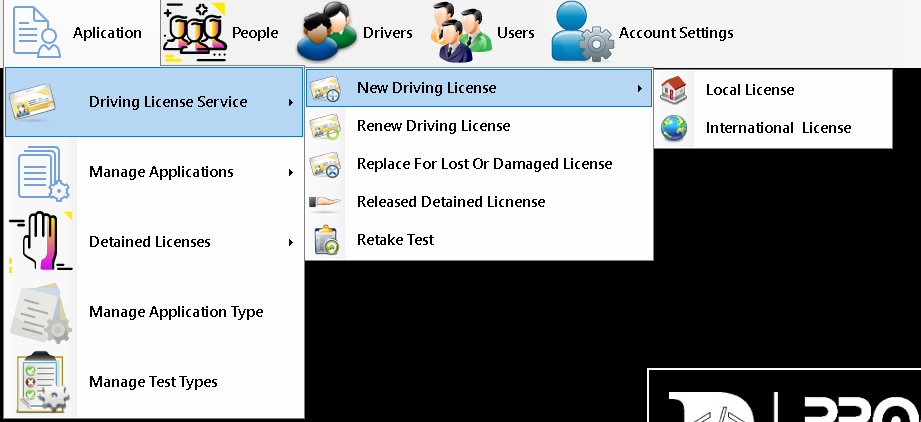 Aplication People Drivers Users Account Settings
Driving License Service
Manage Applications
Detained Licenses
Manage Application Type
Manage Test Types
New Driving License
Renew Driving License
Replace For Lost Or Damaged License
Released Detained Licnense
Retake Test
Local License
International  License